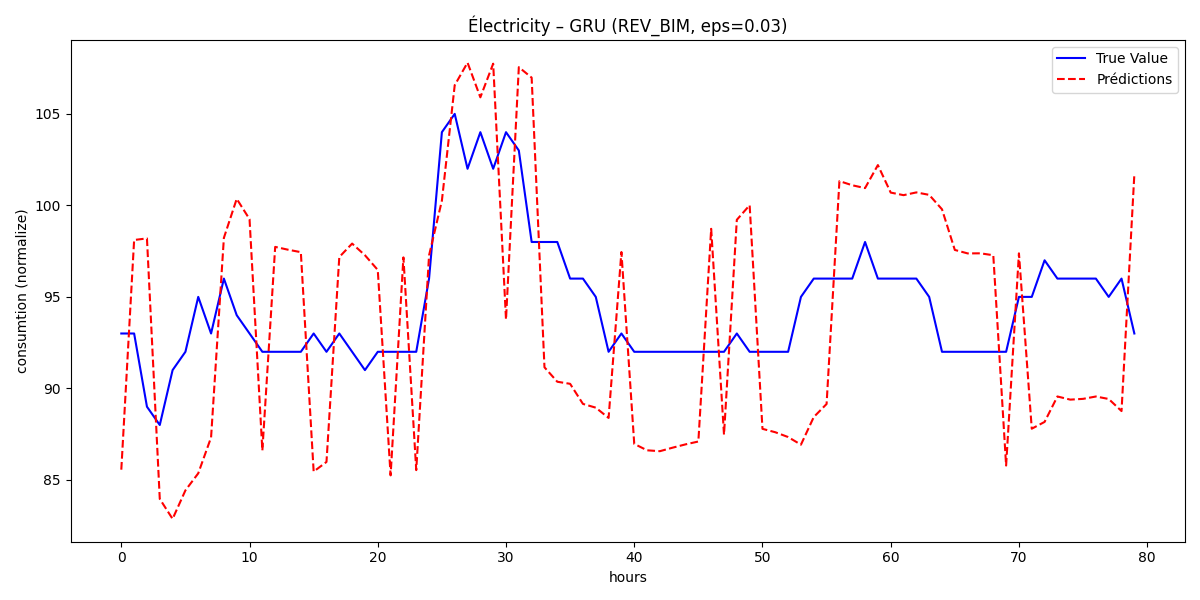 Électricity – GRU (REV_BIM, eps=0.03)
True Value
Prédictions
consumtion (normalize)
105
100
95
90
85
0 10 20 30 40 50 60 70 80
hours